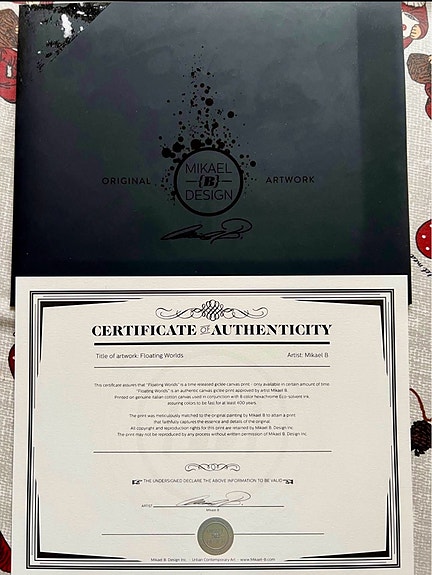 MIKAEL
{B}
DESIGN
ORIGINAL
ARTWORK
CERTIFICATE OF AUTHENTICITY
Title of artwork: Floating Worlds
Artist: Mikael B
This certificate assures that "Floating Worlds" is a time released giclée canvas print - only available in certain amount of time.
"Floating Worlds" is an authentic canvas giclée print approved by artist Mikael B.
Printed on genuine Italian cotton canvas used in conjunction with 8 color hexachrome Eco-solvent ink,
assuring colors to be fast for at least 100 years.
The print was meticulously matched to the original painting by Mikael B to attain a print
that faithfully captures the essence and details of the original.
All copyright and reproduction rights for this print are retained by Mikael B. Design Inc.
The print may not be reproduced by any process without written permission of Mikael B. Design Inc.
THE UNDERSIGNED DECLARE THE ABOVE INFORMATION TO BE VALID
ARTIST
Mikael B
Mikael B. Design Inc. - Urban Contemporary Art - www.Mikael-B.com